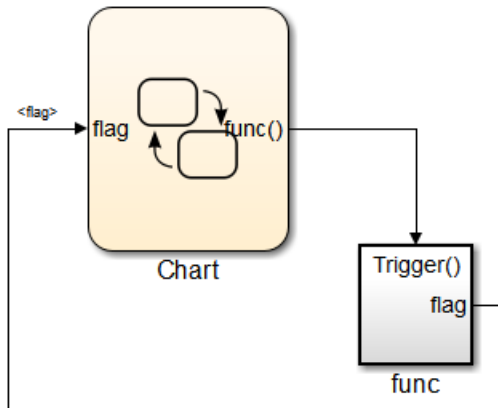 <flag>
flag
func()
Chart
Trigger()
flag
func